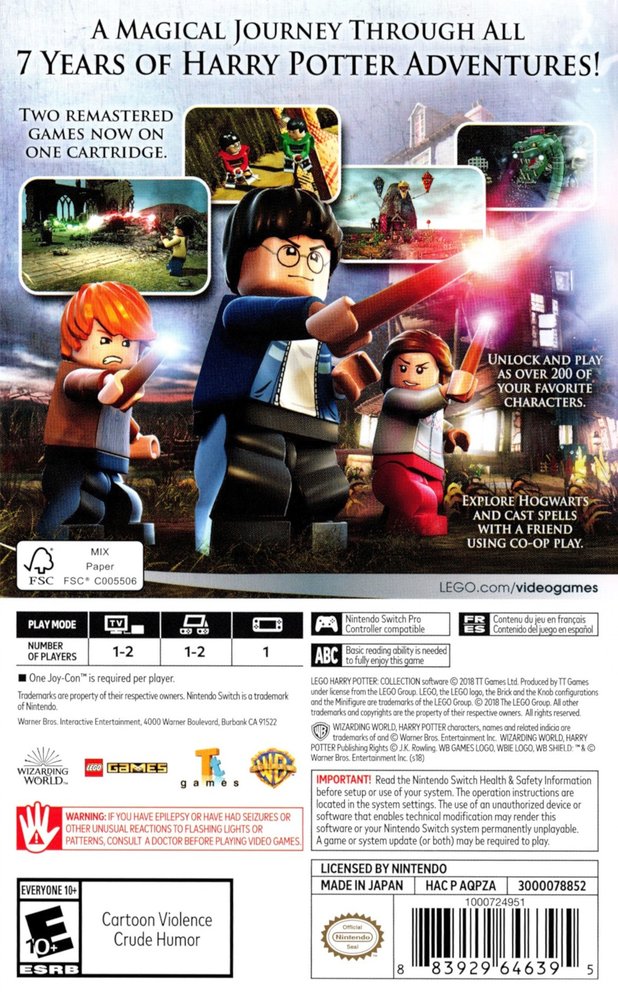 A MAGICAL JOURNEY THROUGH ALL
7 YEARS OF HARRY POTTER ADVENTURES!
TWO REMASTERED
GAMES NOW ON
ONE CARTRIDGE.
UNLOCK AND PLAY
AS OVER 200 OF
YOUR FAVORITE
CHARACTERS.
EXPLORE HOGWARTS
AND CAST SPELLS
WITH A FRIEND
USING CO-OP PLAY.
FSC
MIX
Paper
FSC® C005506
LEGO.com/videogames
PLAY MODE
TV
NUMBER
OF PLAYERS
1-2
1-2
1
■ One Joy-Con™ is required per player.
Trademarks are property of their respective owners. Nintendo Switch is a trademark
of Nintendo.
Warner Bros. Interactive Entertainment, 4000 Warner Boulevard, Burbank CA 91522
Nintendo Switch Pro
Controller compatible
FR
ES
Contenu du jeu en français
Contenido del juego en español
ABC
Basic reading ability is needed
to fully enjoy this game
LEGO HARRY POTTER: COLLECTION software © 2018 TT Games Ltd. Produced by TT Games
under license from the LEGO Group. LEGO, the LEGO logo, the Brick and the Knob configurations
and the Minifigure are trademarks of the LEGO Group. © 2018 The LEGO Group. All other
trademarks and copyrights are the property of their respective owners. All rights reserved.
WIZARDING WORLD, HARRY POTTER characters, names and related indicia are
trademarks of and © Warner Bros. Entertainment Inc. WIZARDING WORLD, HARRY
POTTER Publishing Rights © J.K. Rowling. WB GAMES LOGO, WBIE LOGO, WB SHIELD: ™ & ©
Warner Bros. Entertainment Inc. (s18)
WIZARDING
WORLD™
LEGO GAMES
Tt
games
WB
GAMES
WARNING: IF YOU HAVE EPILEPSY OR HAVE HAD SEIZURES OR
OTHER UNUSUAL REACTIONS TO FLASHING LIGHTS OR
PATTERNS, CONSULT A DOCTOR BEFORE PLAYING VIDEO GAMES.
IMPORTANT! Read the Nintendo Switch Health & Safety Information
before setup or use of your system. The operation instructions are
located in the system settings. The use of an unauthorized device or
software that enables technical modification may render this
software or your Nintendo Switch system permanently unplayable.
A game or system update (or both) may be required to play.
EVERYONE 10+
E
10+
ESRB
Cartoon Violence
Crude Humor
LICENSED BY NINTENDO
MADE IN JAPAN
HAC P AQPZA
3000078852
Official
Nintendo
Seal
1000724951
8 83929 64639 5